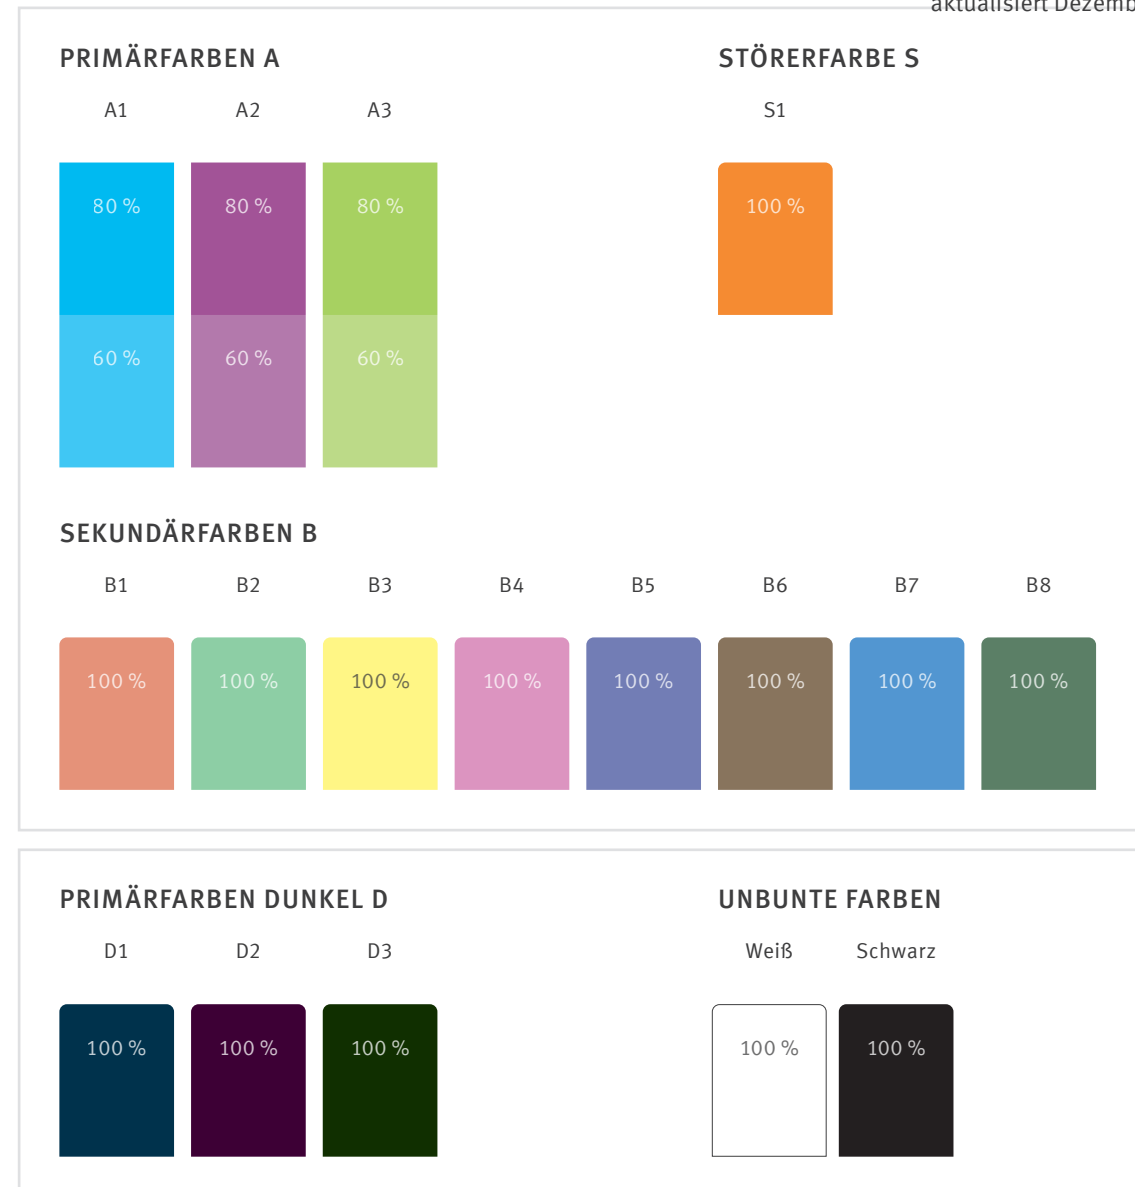 aktualisiert
PRIMÄRFARBEN A
STÖRERFARBE S
A1 A2 A3
S1
80 % 80 % 80 %
100 %
60 % 60 % 60 %
SEKUNDÄRFARBEN B
B1 B2 B3 B4 B5 B6 B7 B8
100 % 100 % 100 % 100 % 100 % 100 % 100 % 100 %
PRIMÄRFARBEN DUNKEL D
UNBUNTE FARBEN
D1 D2 D3
Weiß Schwarz
100 % 100 % 100 %
100 % 100 %